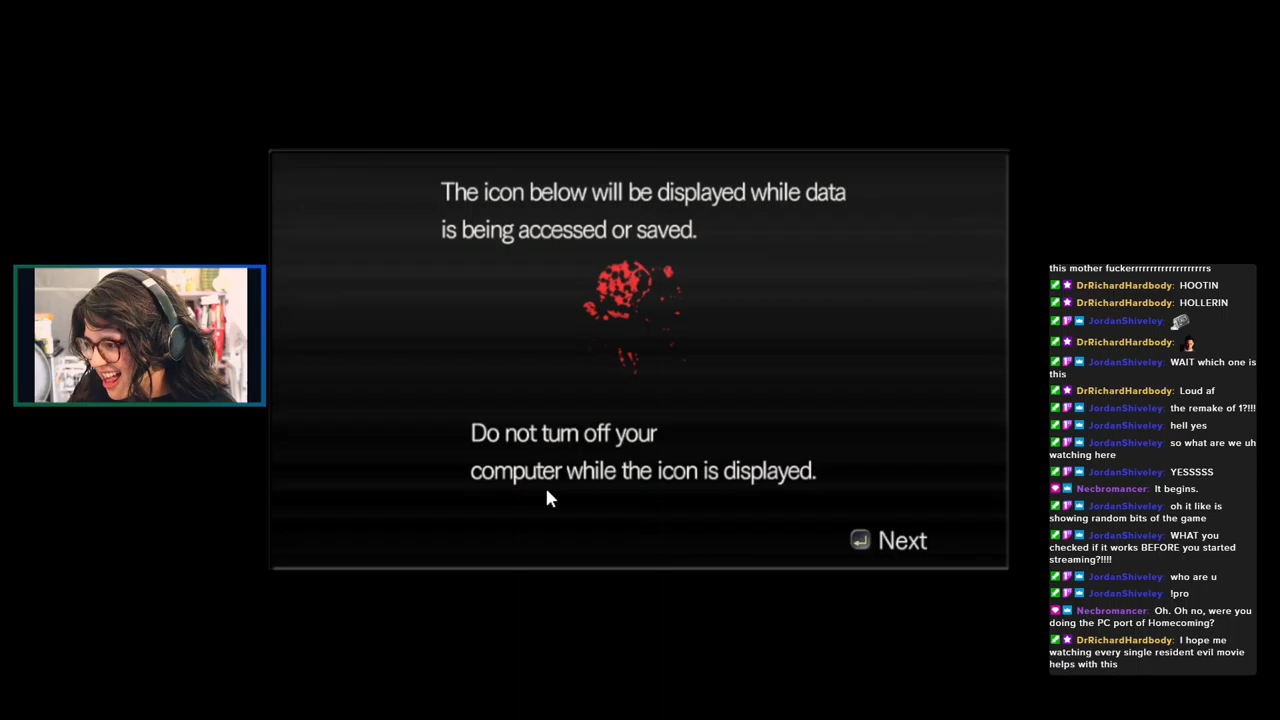 The icon below will be displayed while data
is being accessed or saved.
Do not turn off your
computer while the icon is displayed.
Next
this mother fuckerrrrrrrrrrrrrrrrrrrr
DrRichardHardbody: HOOTIN
DrRichardHardbody: HOLLERIN
JordanShiveley:
DrRichardHardbody:
JordanShiveley: WAIT which one is
this
DrRichardHardbody: Loud af
JordanShiveley: the remake of 1?!!!
JordanShiveley: hell yes
JordanShiveley: so what are we uh
watching here
JordanShiveley: YESSSSS
Necbromancer: It begins.
JordanShiveley: oh it like is
showing random bits of the game
JordanShiveley: WHAT you
checked if it works BEFORE you started
streaming?!!!!
JordanShiveley: who are u
JordanShiveley: !pro
Necbromancer: Oh. Oh no, were you
doing the PC port of Homecoming?
DrRichardHardbody: I hope me
watching every single resident evil movie
helps with this